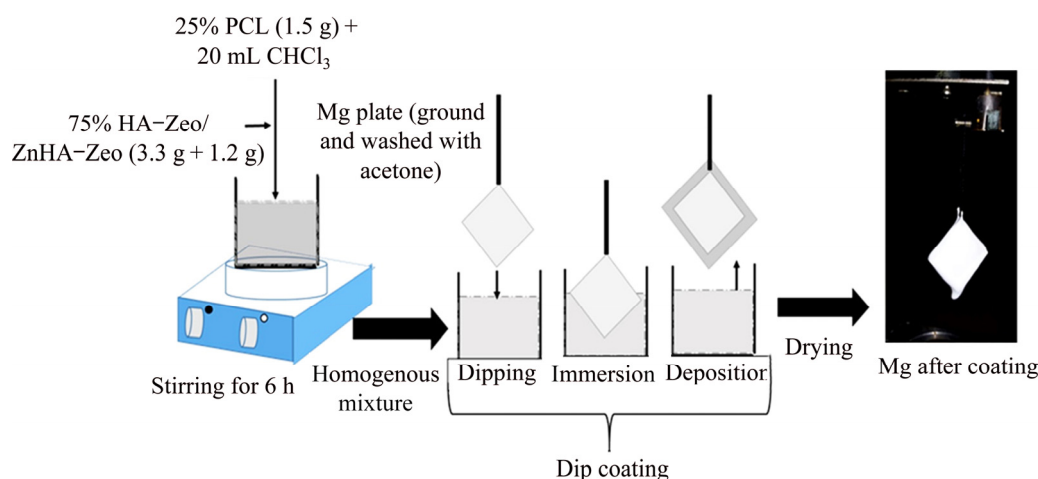 25% PCL (1.5 g) +
20 mL CHCl₃
75% HA−Zeo/
ZnHA−Zeo (3.3 g + 1.2 g)
Mg plate (ground
and washed with
acetone)
Stirring for 6 h
Homogenous
mixture
Dipping
Immersion
Deposition
Dip coating
Drying
Mg after coating